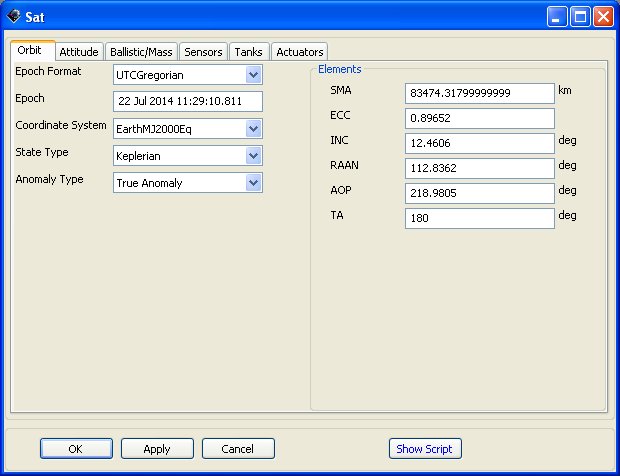 Sat
Orbit Attitude Ballistic/Mass Sensors Tanks Actuators
Epoch Format UTCGregorian
Epoch 22 Jul 2014 11:29:10.811
Coordinate System EarthMJ2000Eq
State Type Keplerian
Anomaly Type True Anomaly
Elements
SMA 83474.31799999999 km
ECC 0.89652
INC 12.4606 deg
RAAN 112.8362 deg
AOP 218.9805 deg
TA 180 deg
OK Apply Cancel Show Script